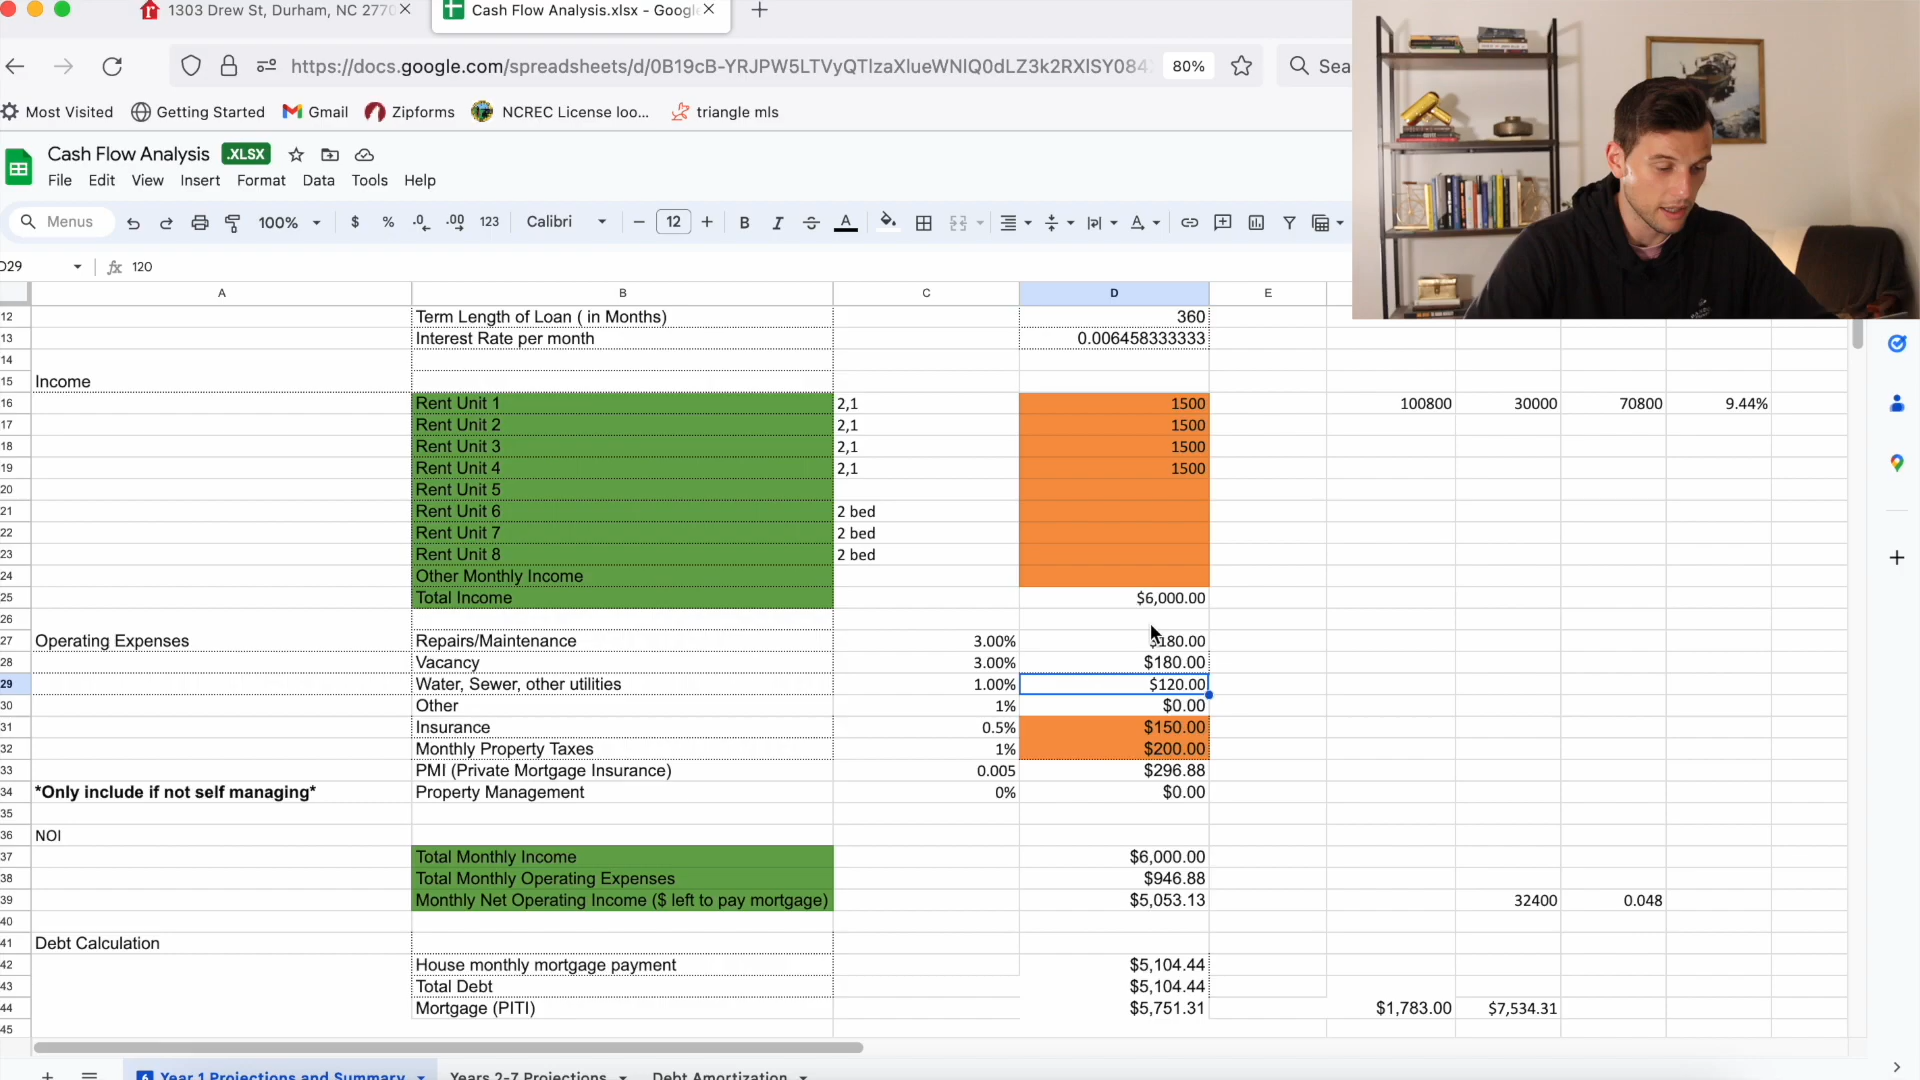 1303 Drew St, Durham, NC 2770
Cash Flow Analysis.xlsx - Google
https://docs.google.com/spreadsheets/d/0B19cB-YRJPW5LTVyQTlzaXlueWNlQ0dLZ3k2RXlSY084
80%
Sea
Most Visited Getting Started Gmail Zipforms NCREC License loo... triangle mls
Cash Flow Analysis .XLSX
File Edit View Insert Format Data Tools Help
Menus 100% $ % .0 .00 123 Calibri 12 B I S A
D29 fx 120
A B C D E
12 Term Length of Loan ( in Months) 360
13 Interest Rate per month 0.006458333333
14
15 Income
16 Rent Unit 1 2,1 1500 100800 30000 70800 9.44%
17 Rent Unit 2 2,1 1500
18 Rent Unit 3 2,1 1500
19 Rent Unit 4 2,1 1500
20 Rent Unit 5
21 Rent Unit 6 2 bed
22 Rent Unit 7 2 bed
23 Rent Unit 8 2 bed
24 Other Monthly Income
25 Total Income $6,000.00
26
27 Operating Expenses Repairs/Maintenance 3.00% $180.00
28 Vacancy 3.00% $180.00
29 Water, Sewer, other utilities 1.00% $120.00
30 Other 1% $0.00
31 Insurance 0.5% $150.00
32 Monthly Property Taxes 1% $200.00
33 PMI (Private Mortgage Insurance) 0.005 $296.88
34 *Only include if not self managing* Property Management 0% $0.00
35
36 NOI
37 Total Monthly Income $6,000.00
38 Total Monthly Operating Expenses $946.88
39 Monthly Net Operating Income ($ left to pay mortgage) $5,053.13 32400 0.048
40
41 Debt Calculation
42 House monthly mortgage payment $5,104.44
43 Total Debt $5,104.44
44 Mortgage (PITI) $5,751.31 $1,783.00 $7,534.31
45
6 Year 1 Projections and Summary Years 2-7 Projections Debt Amortization